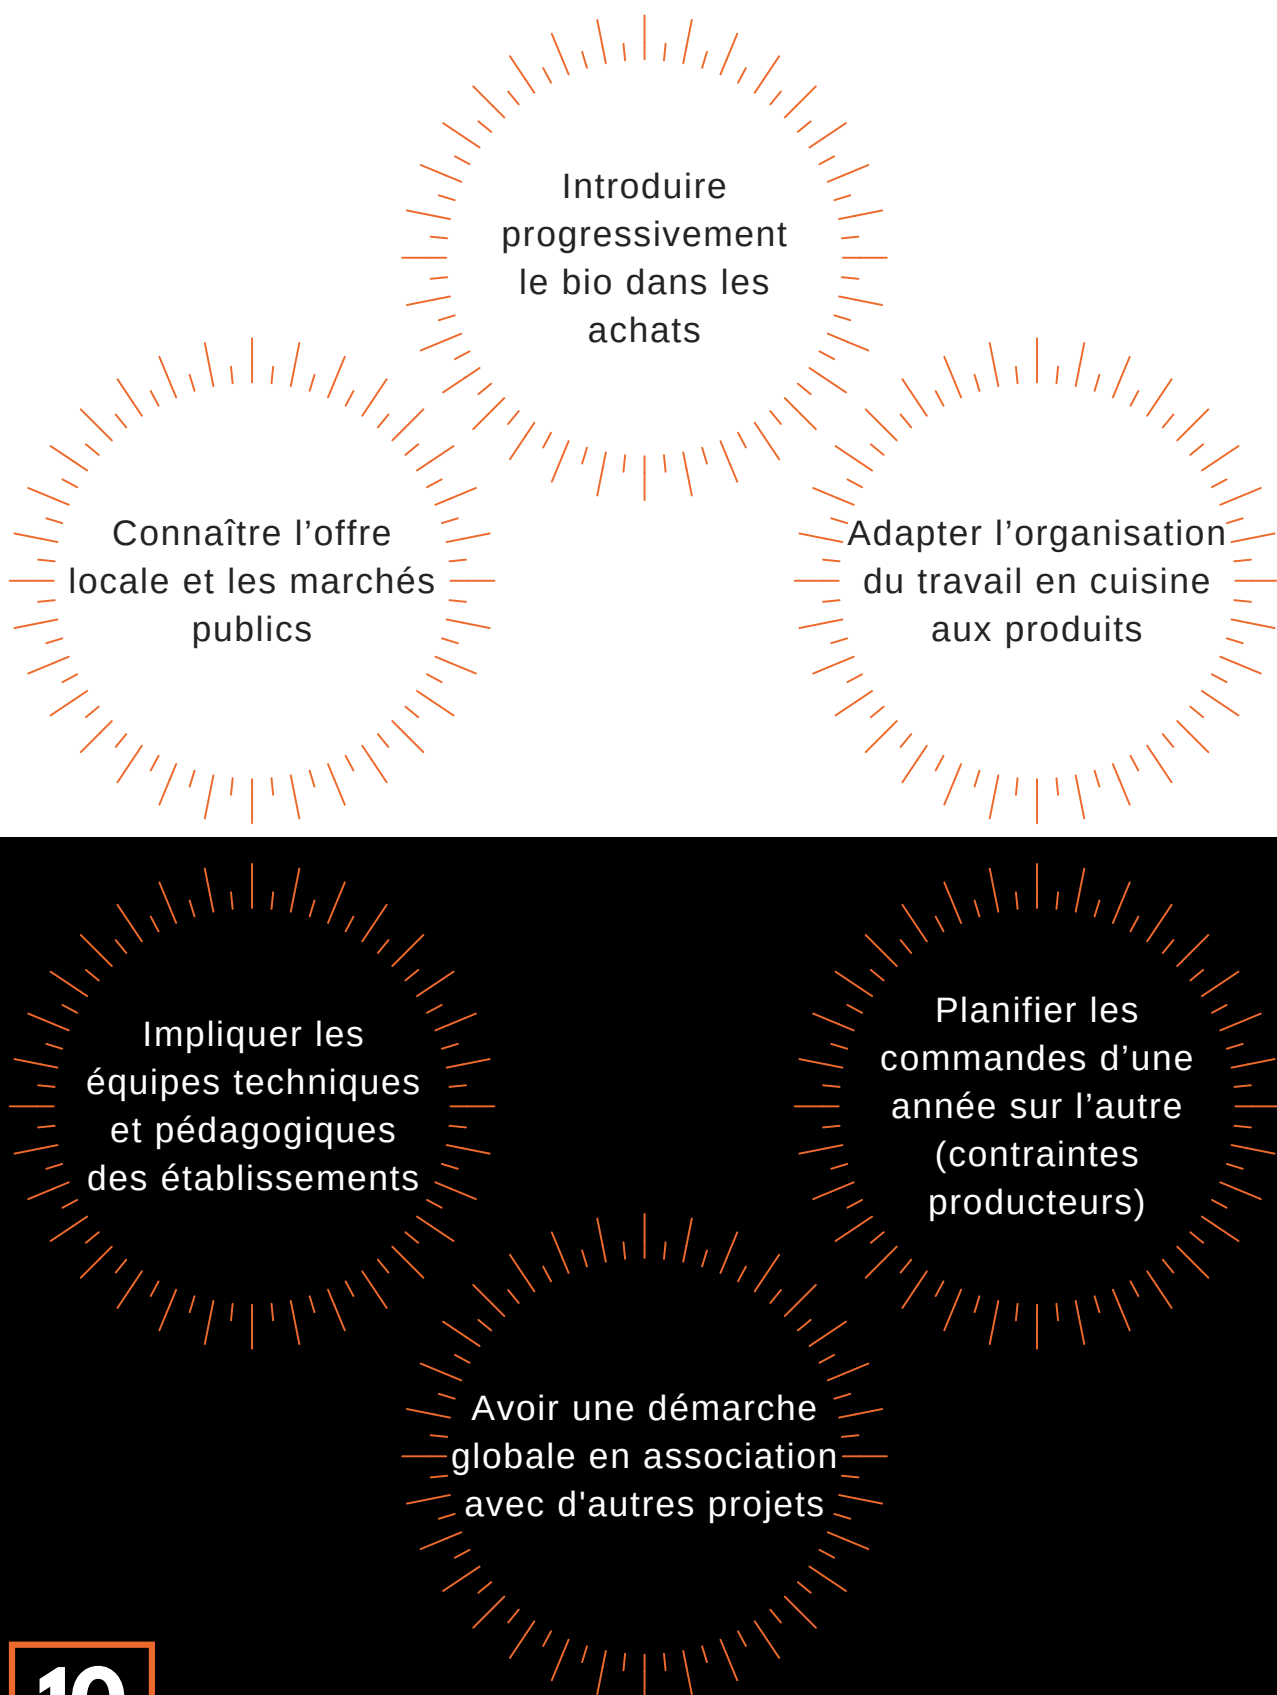 Introduire
progressivement
le bio dans les
achats
Connaître l’offre
locale et les marchés
publics
Adapter l’organisation
du travail en cuisine
aux produits
Impliquer les
équipes techniques
et pédagogiques
des établissements
Planifier les
commandes d’une
année sur l’autre
(contraintes
producteurs)
Avoir une démarche
globale en association
avec d'autres projets
10